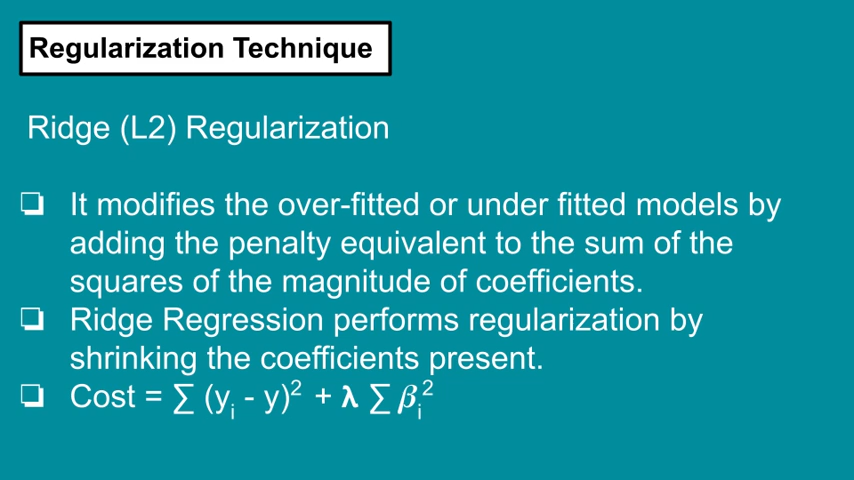 Regularization Technique
Ridge (L2) Regularization
❏ It modifies the over-fitted or under fitted models by
adding the penalty equivalent to the sum of the
squares of the magnitude of coefficients.
❏ Ridge Regression performs regularization by
shrinking the coefficients present.
❏ Cost = ∑ (yᵢ - y)² + λ ∑ βᵢ²